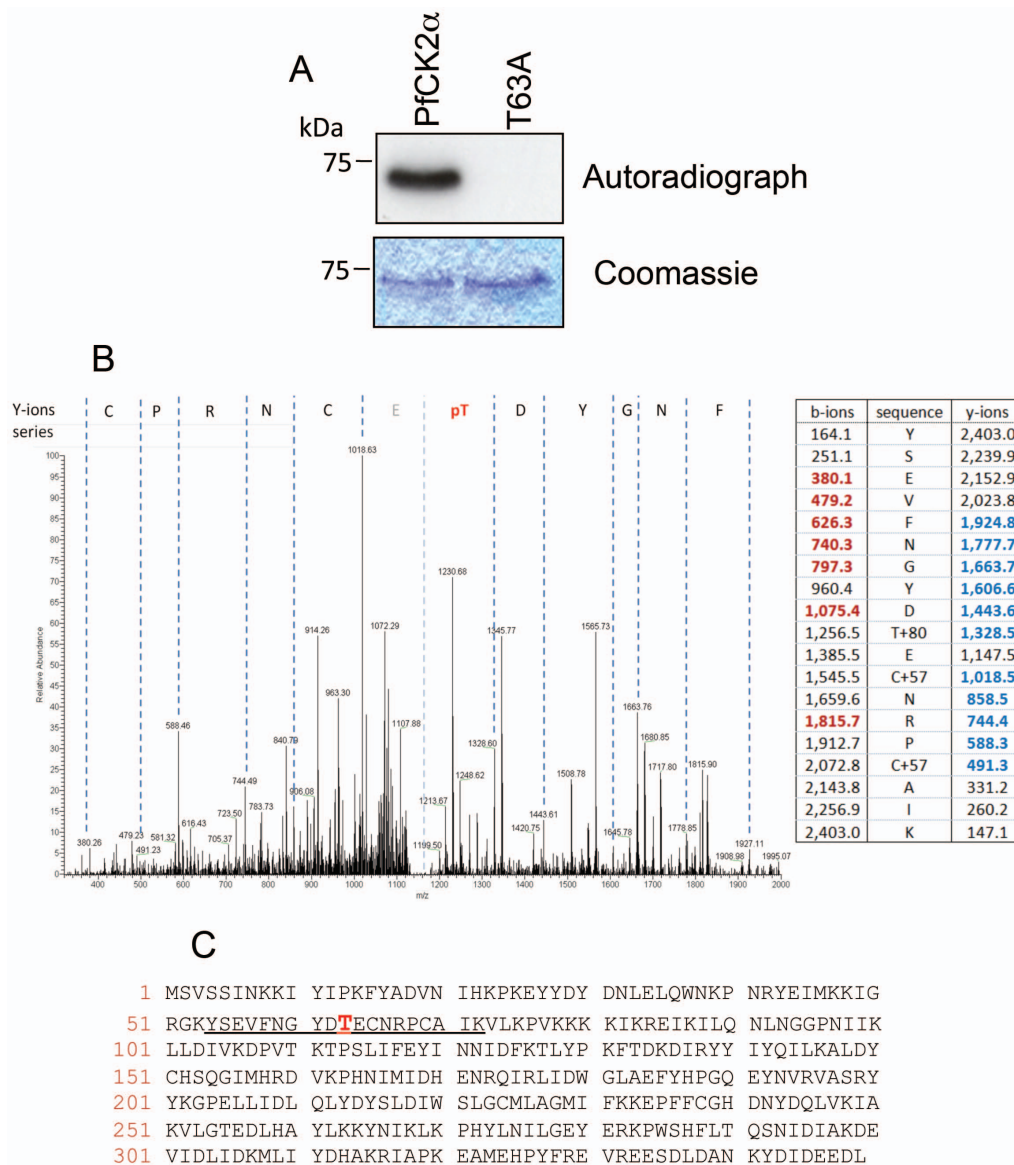 A
PfCK2α
T63A
kDa
75
Autoradiograph
75
Coomassie
B
Y-ions series
C P R N C E pT D Y G N F
Relative Abundance
100
95
90
85
80
75
70
65
60
55
50
45
40
35
30
25
20
15
10
5
0
1018.63
1230.68
914.26
1072.29
1345.77
1565.73
963.30
1107.88
1663.76
588.46
840.79
1328.60
1680.85
744.49
1248.62
1508.78
1717.80
1815.90
906.08
783.73
723.50
1213.67
616.43
1443.61
1420.75
479.23
581.32
705.37
380.26
491.23
1199.50
1645.78
1778.85
1927.11
1908.98
1995.07
400 500 600 700 800 900 1000 1100 1200 1300 1400 1500 1600 1700 1800 1900 2000
m/z
b-ions sequence y-ions
164.1 Y 2,403.0
251.1 S 2,239.9
380.1 E 2,152.9
479.2 V 2,023.8
626.3 F 1,924.8
740.3 N 1,777.7
797.3 G 1,663.7
960.4 Y 1,606.6
1,075.4 D 1,443.6
1,256.5 T+80 1,328.5
1,385.5 E 1,147.5
1,545.5 C+57 1,018.5
1,659.6 N 858.5
1,815.7 R 744.4
1,912.7 P 588.3
2,072.8 C+57 491.3
2,143.8 A 331.2
2,256.9 I 260.2
2,403.0 K 147.1
C
1 MSVSSINKKI YIPKFYADVN IHKPKEYYDY DNLELQWNKP NRYEIMKKIG
51 RGKYSEVFNG YDTECNRPCA IKVLKPVKKK KIKREIKILQ NLNGGPNIIK
101 LLDIVKDPVT KTPSLIFEYI NNIDFKTLYP KFTDKDIRYY IYQILKALDY
151 CHSQGIMHRD VKPHNIMIDH ENRQIRLIDW GLAEFYHPGQ EYNVRVASRY
201 YKGPELLIDL QLYDYSLDIW SLGCMLAGMI FKKEPFFCGH DNYDQLVKIA
251 KVLGTEDLHA YLKKYNIKLK PHYLNILGEY ERKPWSHFLT QSNIDIAKDE
301 VIDLIDKMLI YDHAKRIAPK EAMEHPYFRE VREESDLDAN KYDIDEEDL